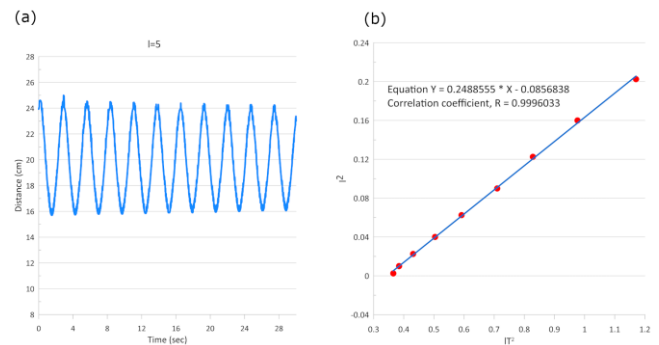 (a)
l=5
Distance (cm)
28
26
24
22
20
18
16
14
12
10
8
0 4 8 12 16 20 24 28
Time (sec)
(b)
l²
0.24
0.2
0.16
0.12
0.08
0.04
0
-0.04
Equation Y = 0.2488555 * X - 0.0856838
Correlation coefficient, R = 0.9996033
0.3 0.4 0.5 0.6 0.7 0.8 0.9 1 1.1 1.2
lT²